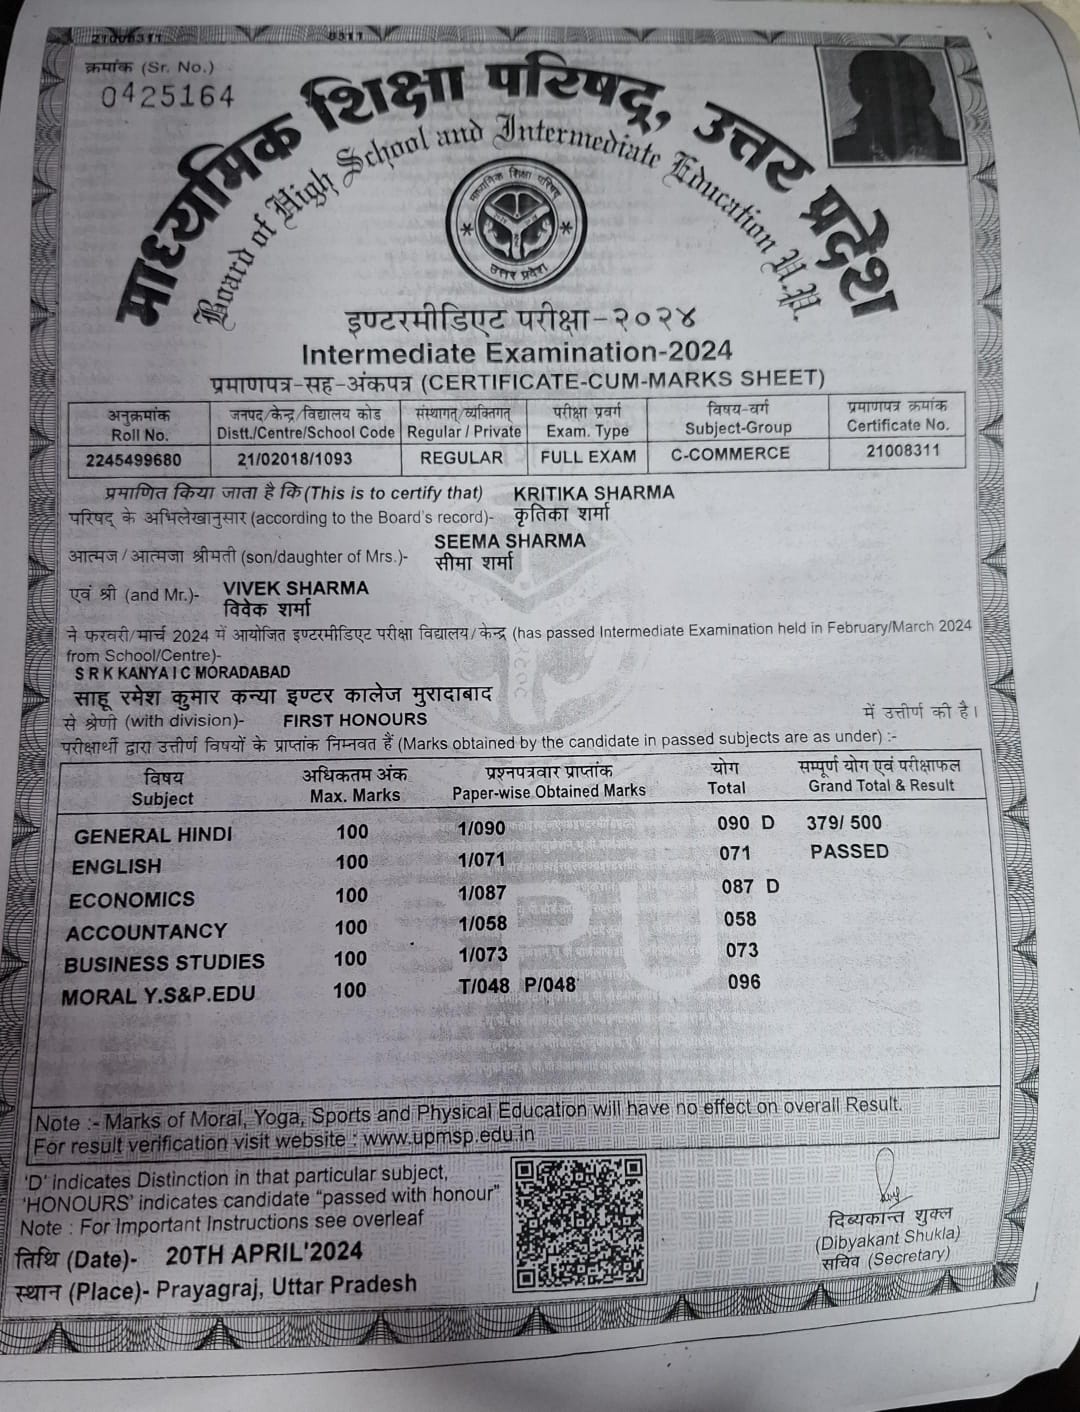 21008311 8311
क्रमांक (Sr. No.)
0425164
माध्यमिक शिक्षा परिषद्, उत्तर प्रदेश
Board of High School and Intermediate Education U.P.
माध्यमिक शिक्षा परिषद
उत्तर प्रदेश
इण्टरमीडिएट परीक्षा-२०२४
Intermediate Examination-2024
प्रमाणपत्र-सह-अंकपत्र (CERTIFICATE-CUM-MARKS SHEET)
अनुक्रमांक जनपद/केन्द्र/विद्यालय कोड संस्थागत्/व्यक्तिगत् परीक्षा प्रवर्ग विषय-वर्ग प्रमाणपत्र क्रमांक
Roll No. Distt./Centre/School Code Regular / Private Exam. Type Subject-Group Certificate No.
2245499680 21/02018/1093 REGULAR FULL EXAM C-COMMERCE 21008311
प्रमाणित किया जाता है कि (This is to certify that) KRITIKA SHARMA
परिषद् के अभिलेखानुसार (according to the Board's record)- कृतिका शर्मा
SEEMA SHARMA
आत्मज/आत्मजा श्रीमती (son/daughter of Mrs.)- सीमा शर्मा
एवं श्री (and Mr.)- VIVEK SHARMA
विवेक शर्मा
ने फरवरी/मार्च 2024 में आयोजित इण्टरमीडिएट परीक्षा विद्यालय/केन्द्र (has passed Intermediate Examination held in February/March 2024
from School/Centre)-
S R K KANYA I C MORADABAD
साहू रमेश कुमार कन्या इण्टर कालेज मुरादाबाद
से श्रेणी (with division)- FIRST HONOURS में उत्तीर्ण की है।
परीक्षार्थी द्वारा उत्तीर्ण विषयों के प्राप्तांक निम्नवत हैं (Marks obtained by the candidate in passed subjects are as under) :-
विषय अधिकतम अंक प्रश्नपत्रवार प्राप्तांक योग सम्पूर्ण योग एवं परीक्षाफल
Subject Max. Marks Paper-wise Obtained Marks Total Grand Total & Result
GENERAL HINDI 100 1/090 090 D 379/ 500
ENGLISH 100 1/071 071 PASSED
ECONOMICS 100 1/087 087 D
ACCOUNTANCY 100 1/058 058
BUSINESS STUDIES 100 1/073 073
MORAL Y.S&P.EDU 100 T/048 P/048 096
Note :- Marks of Moral, Yoga, Sports and Physical Education will have no effect on overall Result.
For result verification visit website : www.upmsp.edu.in
'D' indicates Distinction in that particular subject,
'HONOURS' indicates candidate "passed with honour"
Note : For Important Instructions see overleaf
तिथि (Date)- 20TH APRIL'2024
स्थान (Place)- Prayagraj, Uttar Pradesh
दिब्यकान्त शुक्ल
(Dibyakant Shukla)
सचिव (Secretary)